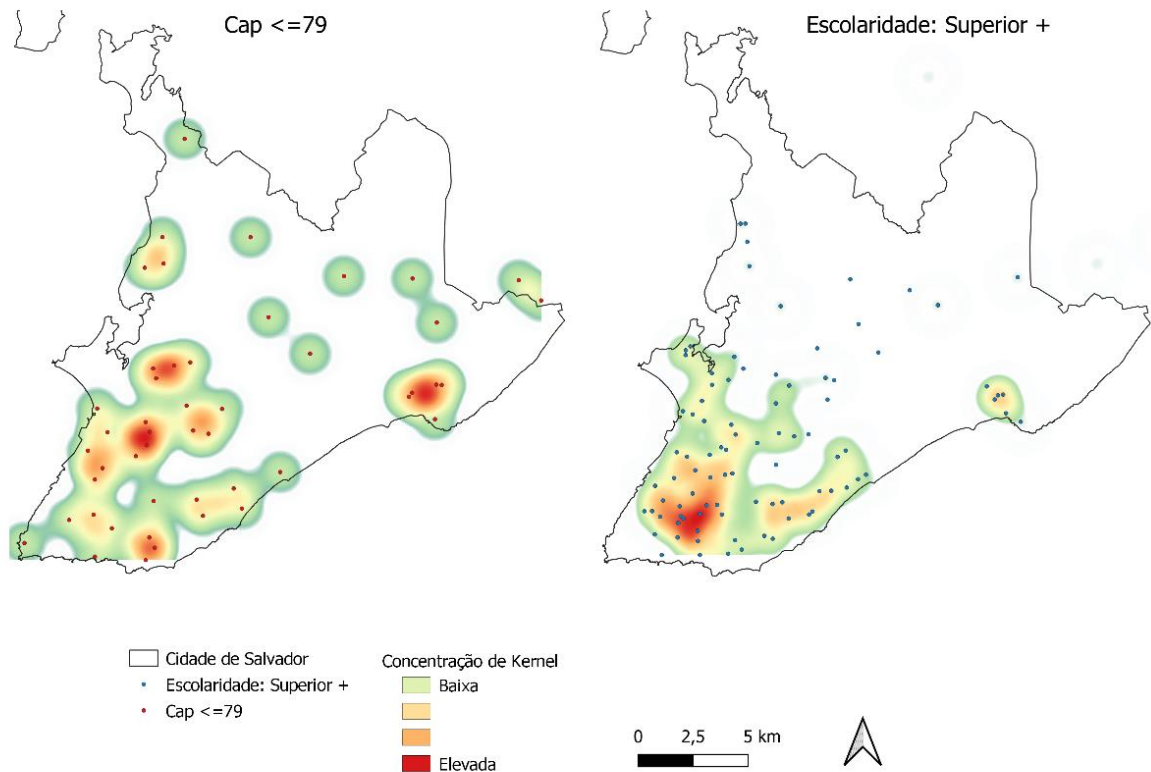 Cap <=79
Escolaridade: Superior +
Cidade de Salvador
Escolaridade: Superior +
Cap <=79
Concentração de Kernel
Baixa
Elevada
0 2,5 5 km